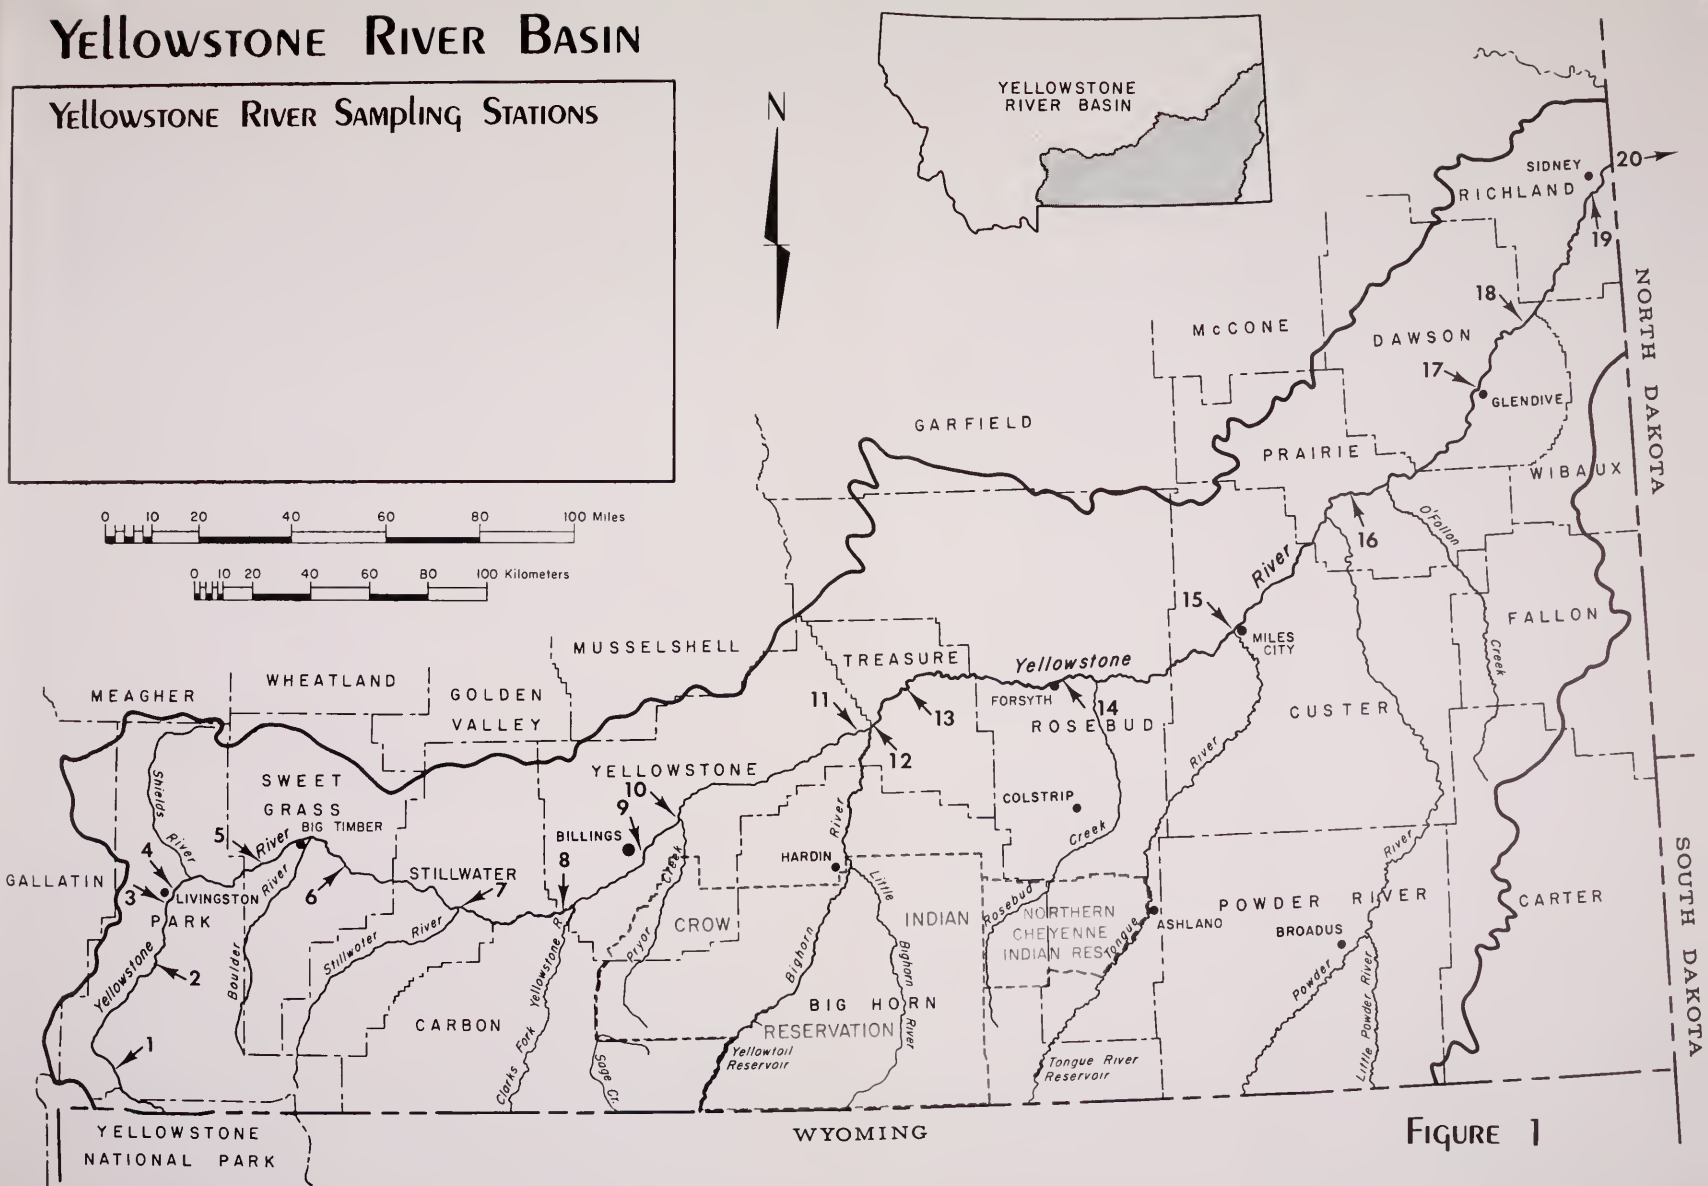 Yellowstone River Basin
Yellowstone River Sampling Stations
N
YELLOWSTONE
RIVER BASIN
0 10 20 40 60 80 100 Miles
0 10 20 40 60 80 100 Kilometers
20
SIDNEY
RICHLAND
19
NORTH DAKOTA
18
McCONE
DAWSON
17
GLENDIVE
GARFIELD
PRAIRIE
WIBAUX
O'Fallon
Creek
16
River
15
MILES
CITY
FALLON
MUSSELSHELL
TREASURE
Yellowstone
FORSYTH
14
ROSEBUD
CUSTER
MEAGHER
WHEATLAND
GOLDEN
VALLEY
11
13
12
River
YELLOWSTONE
10
9
BILLINGS
8
SWEET
GRASS
BIG TIMBER
Shields
River
5
River
4
GALLATIN
3
LIVINGSTON
PARK
6
River
Boulder
STILLWATER
7
Stillwater River
Yellowstone
2
1
CARBON
Clarks Fork Yellowstone R.
Creek
Pryor
CROW
INDIAN
RESERVATION
HARDIN
River
Bighorn
Little
Bighorn
River
BIG HORN
Yellowtail
Reservoir
Sage Cr.
COLSTRIP
Creek
Rosebud
NORTHERN
CHEYENNE
INDIAN RES.
Tongue
ASHLAND
Tongue River
Reservoir
POWDER RIVER
BROADUS
River
Powder
Little Powder River
CARTER
SOUTH DAKOTA
YELLOWSTONE
NATIONAL PARK
WYOMING
Figure 1